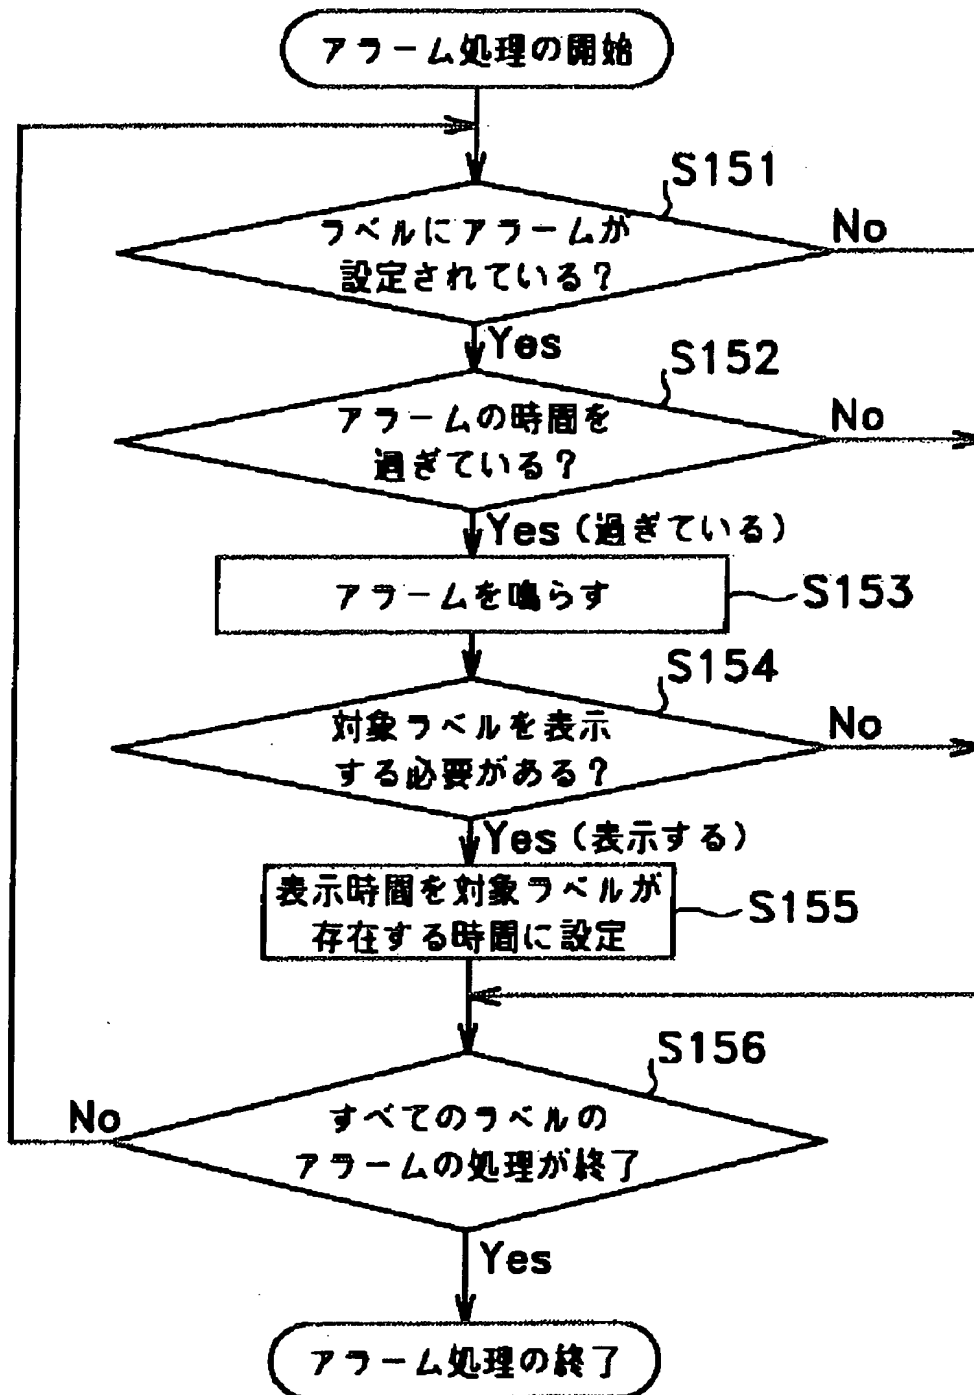 アラーム処理の開始
S151
ラベルにアラームが
設定されている？
No
Yes
S152
アラームの時間を
過ぎている？
No
Yes（過ぎている）
アラームを鳴らす
S153
S154
対象ラベルを表示
する必要がある？
No
Yes（表示する）
表示時間を対象ラベルが
存在する時間に設定
S155
S156
すべてのラベルの
アラームの処理が終了
No
Yes
アラーム処理の終了